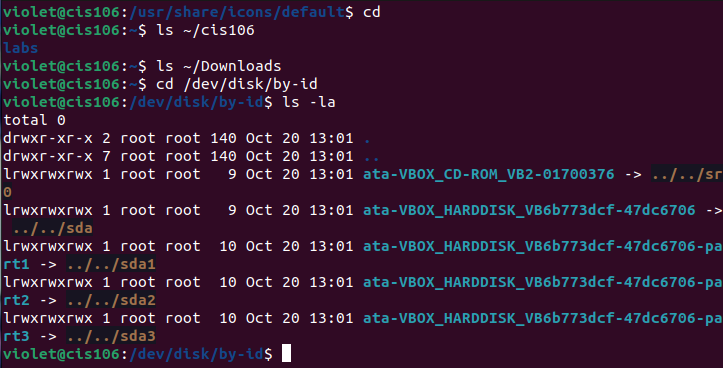 violet@cis106:/usr/share/icons/default$ cd
violet@cis106:~$ ls ~/cis106
labs
violet@cis106:~$ ls ~/Downloads
violet@cis106:~$ cd /dev/disk/by-id
violet@cis106:/dev/disk/by-id$ ls -la
total 0
drwxr-xr-x 2 root root 140 Oct 20 13:01 .
drwxr-xr-x 7 root root 140 Oct 20 13:01 ..
lrwxrwxrwx 1 root root   9 Oct 20 13:01 ata-VBOX_CD-ROM_VB2-01700376 -> ../../sr
0
lrwxrwxrwx 1 root root   9 Oct 20 13:01 ata-VBOX_HARDDISK_VB6b773dcf-47dc6706 ->
 ../../sda
lrwxrwxrwx 1 root root  10 Oct 20 13:01 ata-VBOX_HARDDISK_VB6b773dcf-47dc6706-pa
rt1 -> ../../sda1
lrwxrwxrwx 1 root root  10 Oct 20 13:01 ata-VBOX_HARDDISK_VB6b773dcf-47dc6706-pa
rt2 -> ../../sda2
lrwxrwxrwx 1 root root  10 Oct 20 13:01 ata-VBOX_HARDDISK_VB6b773dcf-47dc6706-pa
rt3 -> ../../sda3
violet@cis106:/dev/disk/by-id$